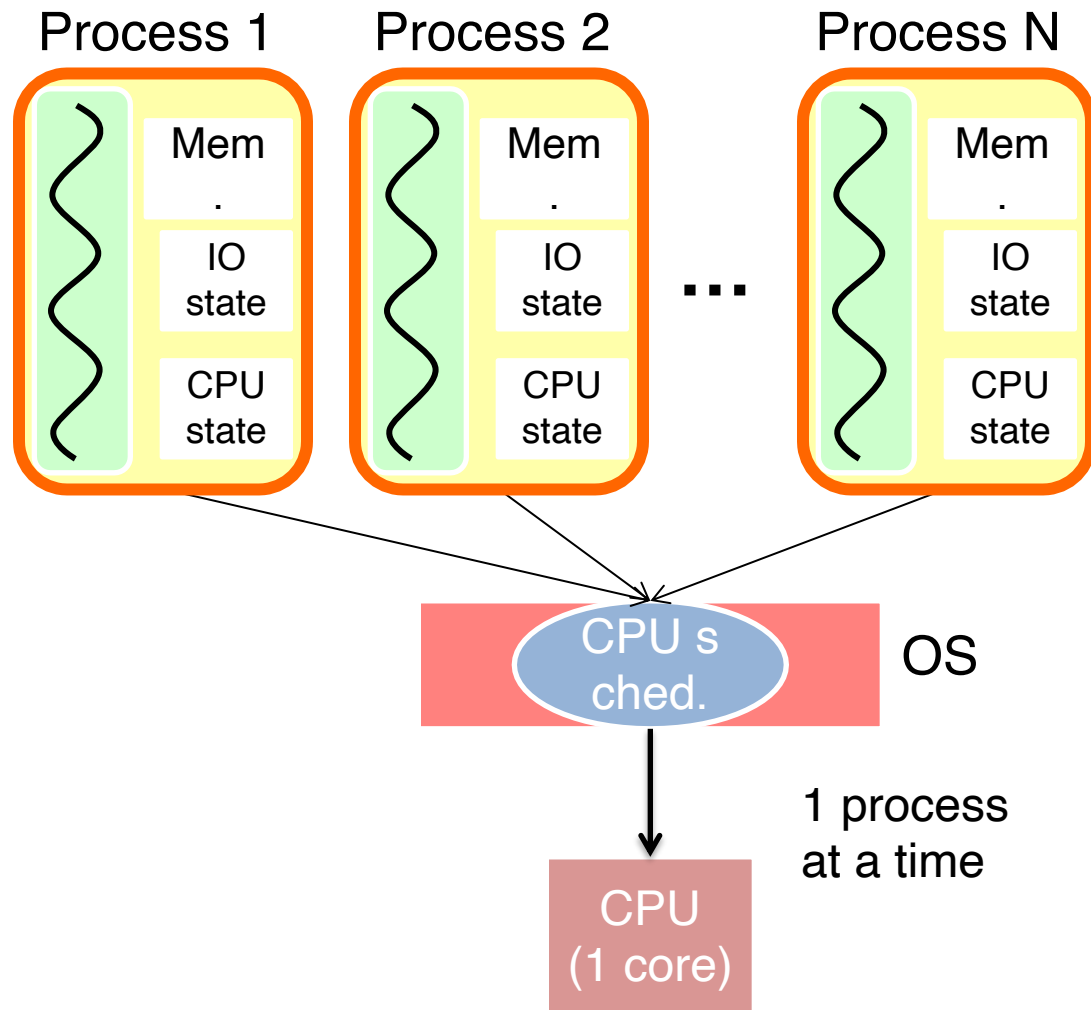 Process 1
Process 2
Process N
Mem
.
IO
state
CPU
state
Mem
.
IO
state
CPU
state
...
Mem
.
IO
state
CPU
state
CPU s
ched.
OS
1 process
at a time
CPU
(1 core)